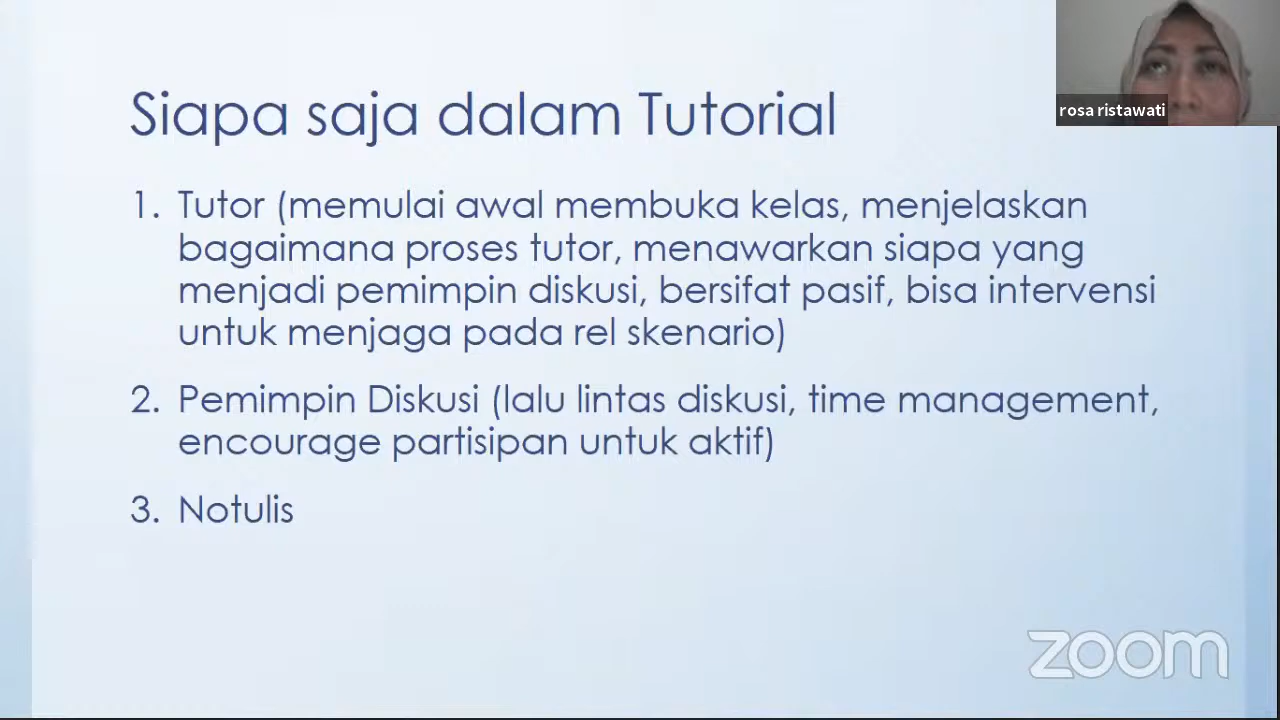 rosa ristawati
Siapa saja dalam Tutorial
1. Tutor (memulai awal membuka kelas, menjelaskan
bagaimana proses tutor, menawarkan siapa yang
menjadi pemimpin diskusi, bersifat pasif, bisa intervensi
untuk menjaga pada rel skenario)
2. Pemimpin Diskusi (lalu lintas diskusi, time management,
encourage partisipan untuk aktif)
3. Notulis
zoom